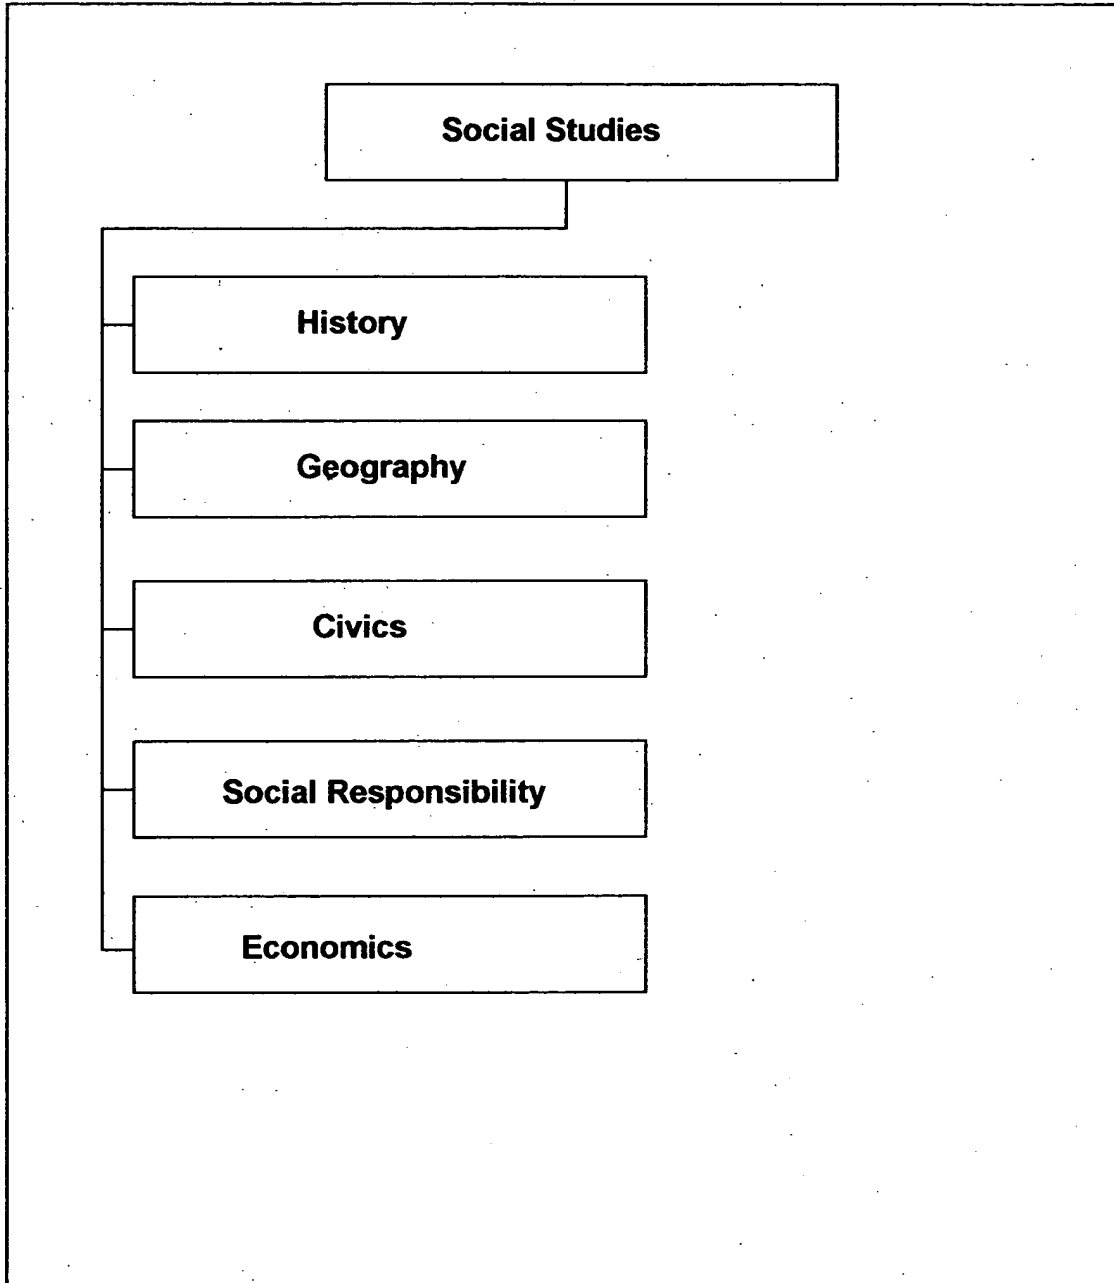 Social Studies
History
Geography
Civics
Social Responsibility
Economics